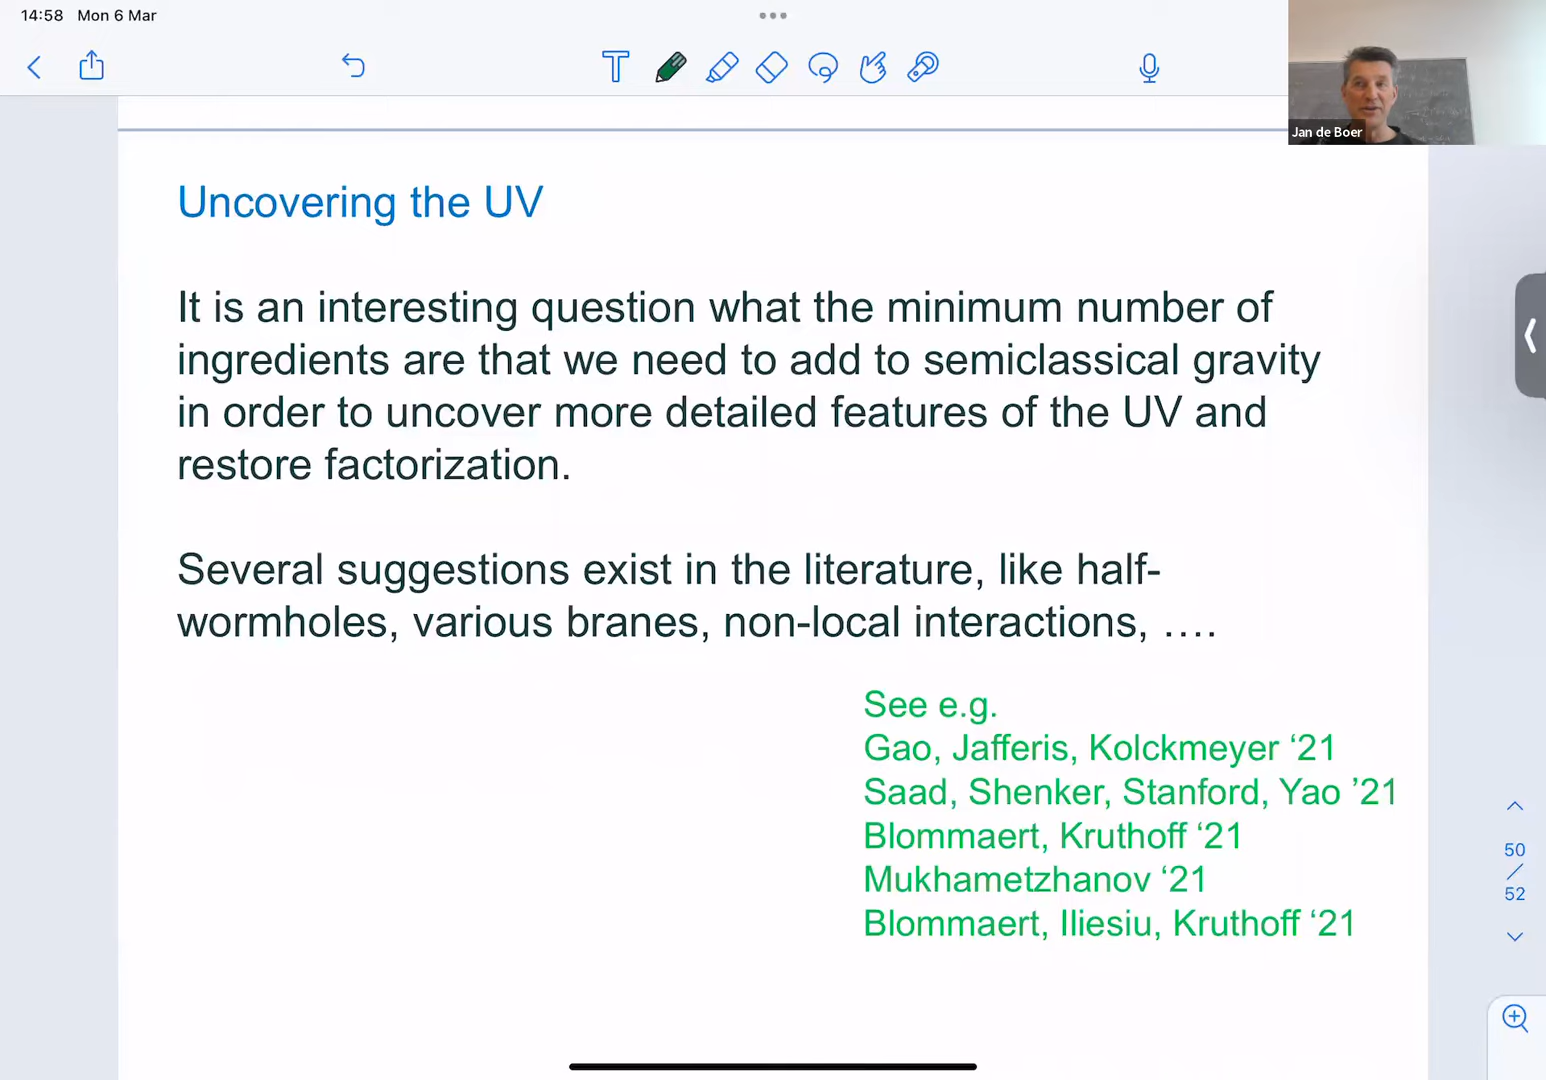 14:58 Mon 6 Mar
T
Jan de Boer
Uncovering the UV
It is an interesting question what the minimum number of
ingredients are that we need to add to semiclassical gravity
in order to uncover more detailed features of the UV and
restore factorization.
Several suggestions exist in the literature, like half-
wormholes, various branes, non-local interactions, ….
See e.g.
Gao, Jafferis, Kolckmeyer ‘21
Saad, Shenker, Stanford, Yao ’21
Blommaert, Kruthoff ‘21
Mukhametzhanov ‘21
Blommaert, Iliesiu, Kruthoff ‘21
50
/
52